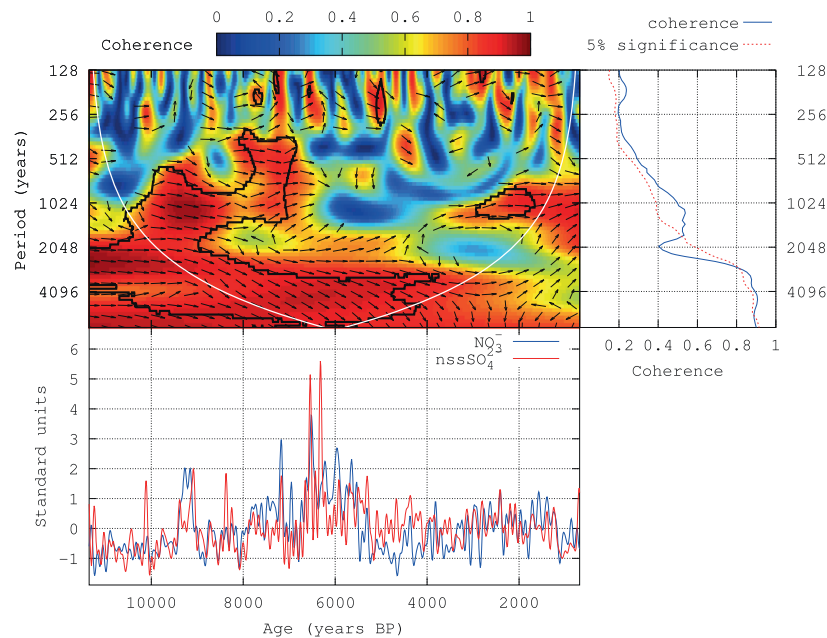 0 0.2 0.4 0.6 0.8 1
Coherence
coherence
5% significance
128 128
256 256
512 512
1024 1024
2048 2048
4096 4096
Period (years)
0.2 0.4 0.6 0.8 1
Coherence
NO₃⁻
nssSO₄²⁻
6
5
4
3
2
1
0
−1
Standard units
10000 8000 6000 4000 2000
Age (years BP)